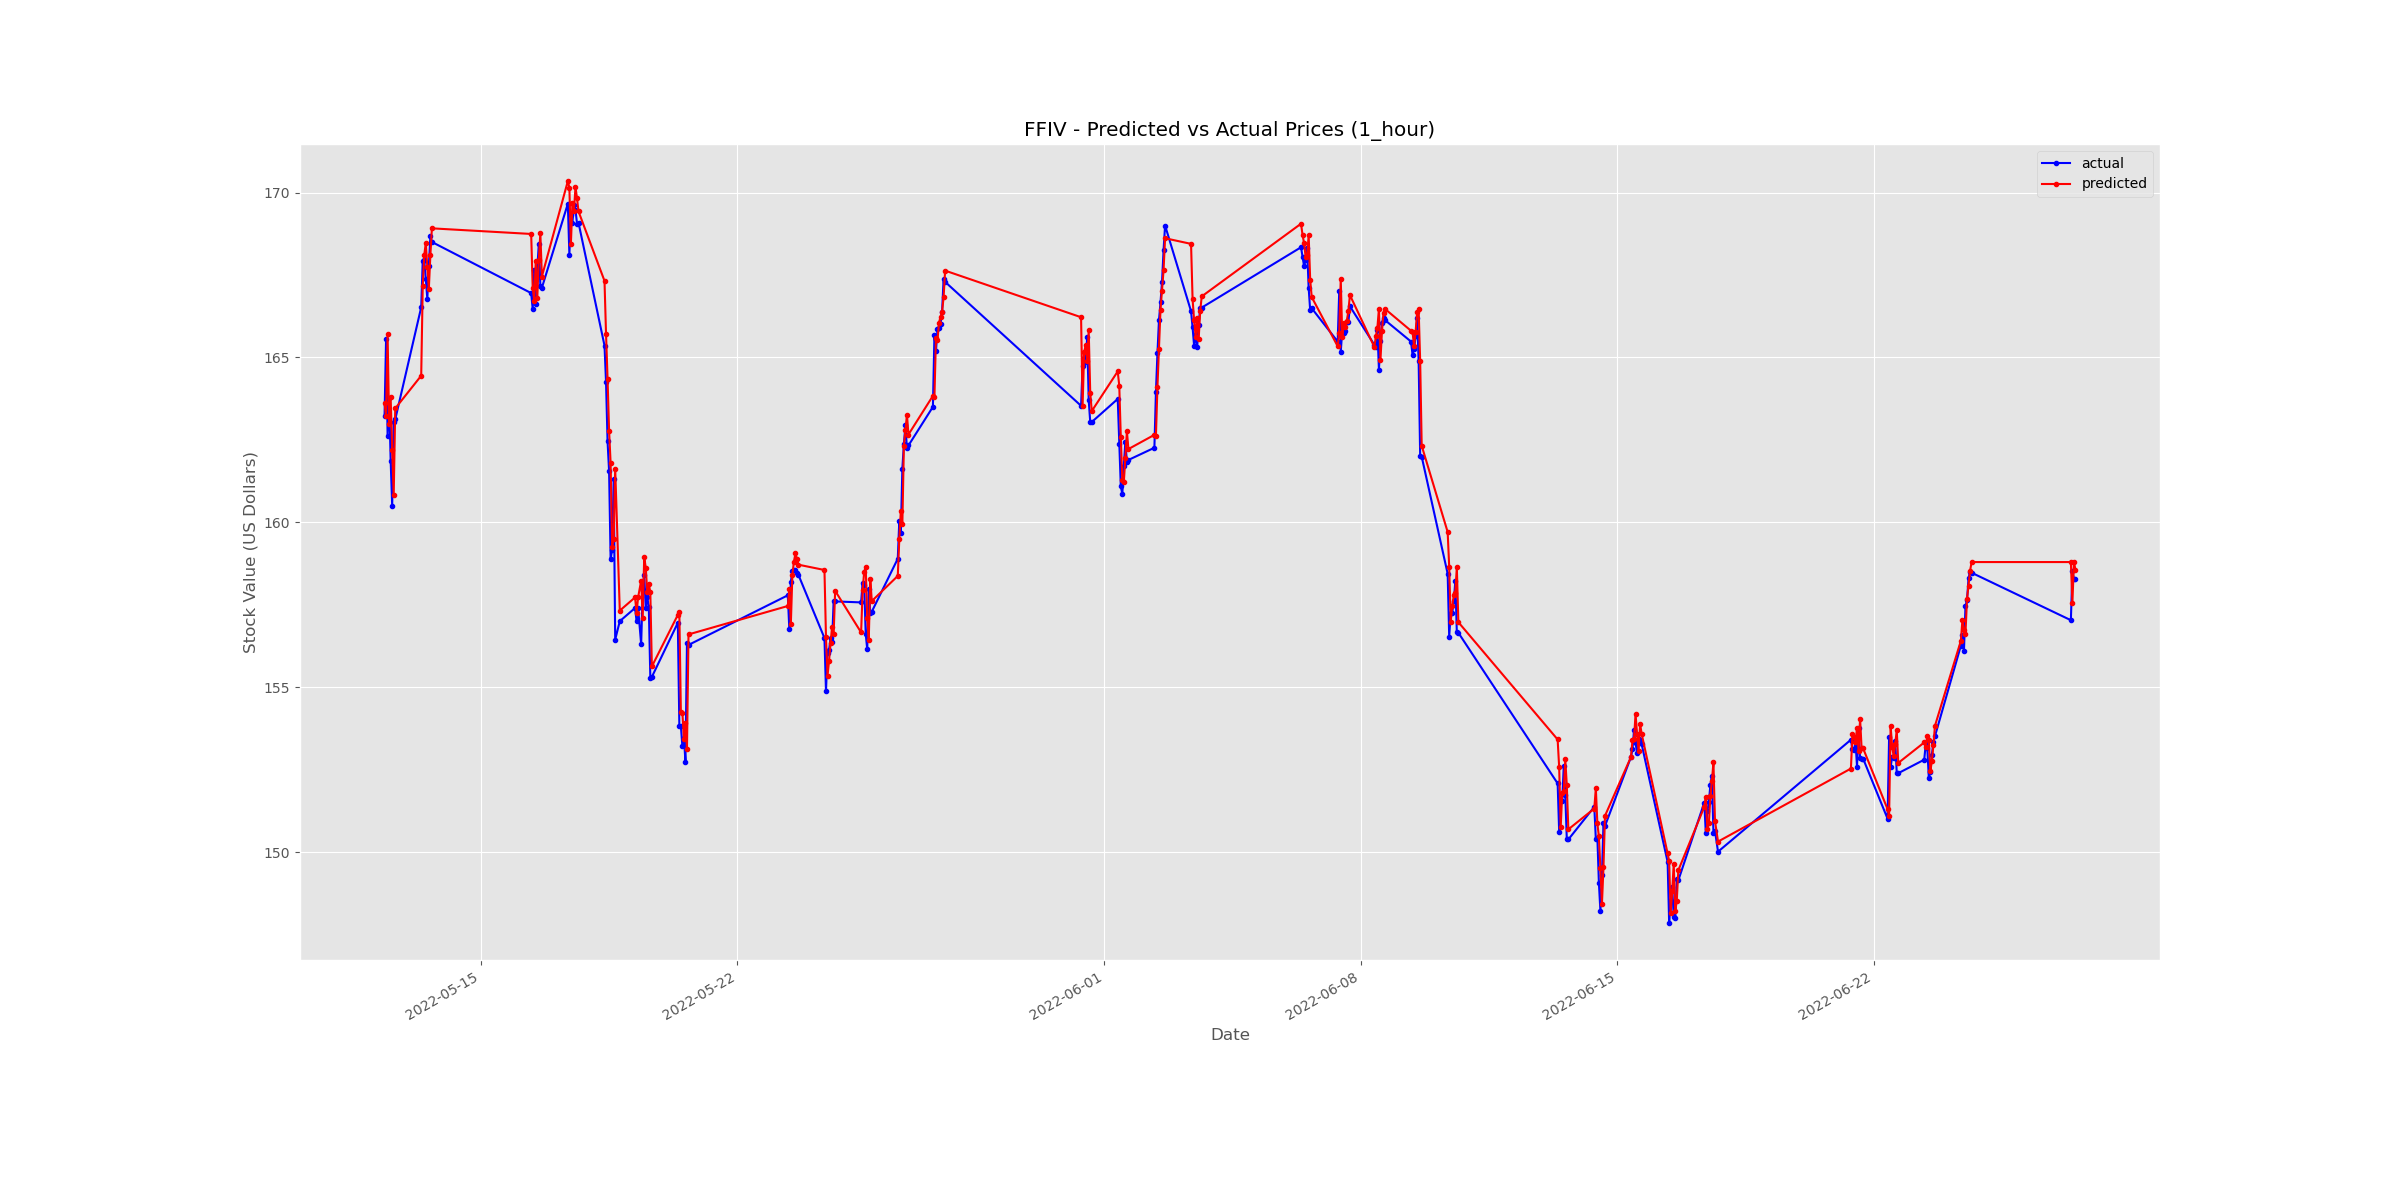 FFIV - Predicted vs Actual Prices (1_hour)
actual
predicted
170
165
160
155
150
Stock Value (US Dollars)
2022-05-15
2022-05-22
2022-06-01
2022-06-08
2022-06-15
2022-06-22
Date